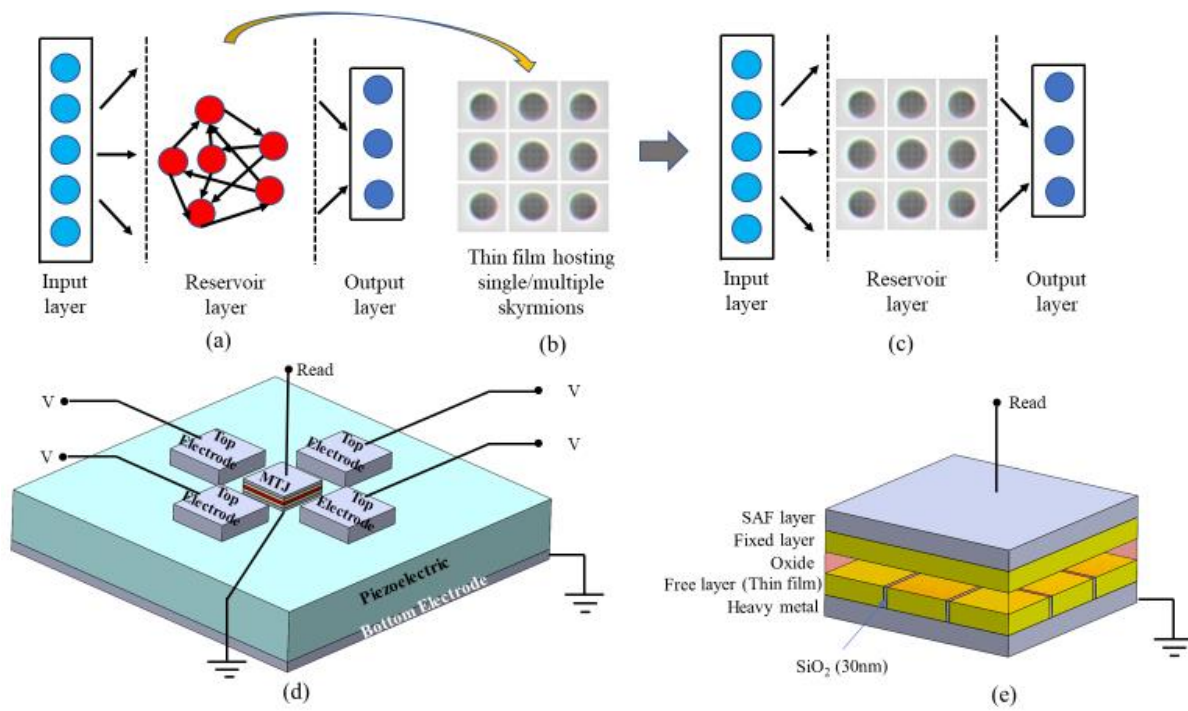 Input
layer
Reservoir
layer
Output
layer
(a)
Thin film hosting
single/multiple
skyrmions
(b)
Input
layer
Reservoir
layer
Output
layer
(c)
Read
V
V
V
V
Top
Electrode
Top
Electrode
MTJ
Top
Electrode
Top
Electrode
Piezoelectric
Bottom Electrode
(d)
Read
SAF layer
Fixed layer
Oxide
Free layer (Thin film)
Heavy metal
SiO₂ (30nm)
(e)